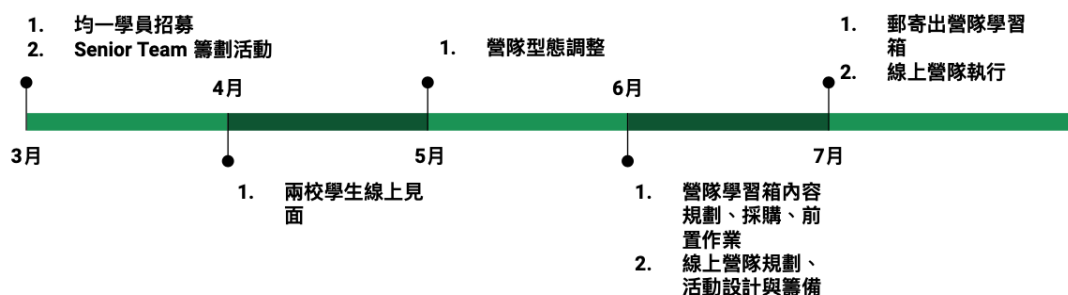 1. 均一學員招募
2. Senior Team 籌劃活動
3月
4月
1. 兩校學生線上見
面
1. 營隊型態調整
5月
6月
1. 營隊學習箱內容
規劃、採購、前
置作業
2. 線上營隊規劃、
活動設計與籌備
1. 郵寄出營隊學習
箱
2. 線上營隊執行
7月